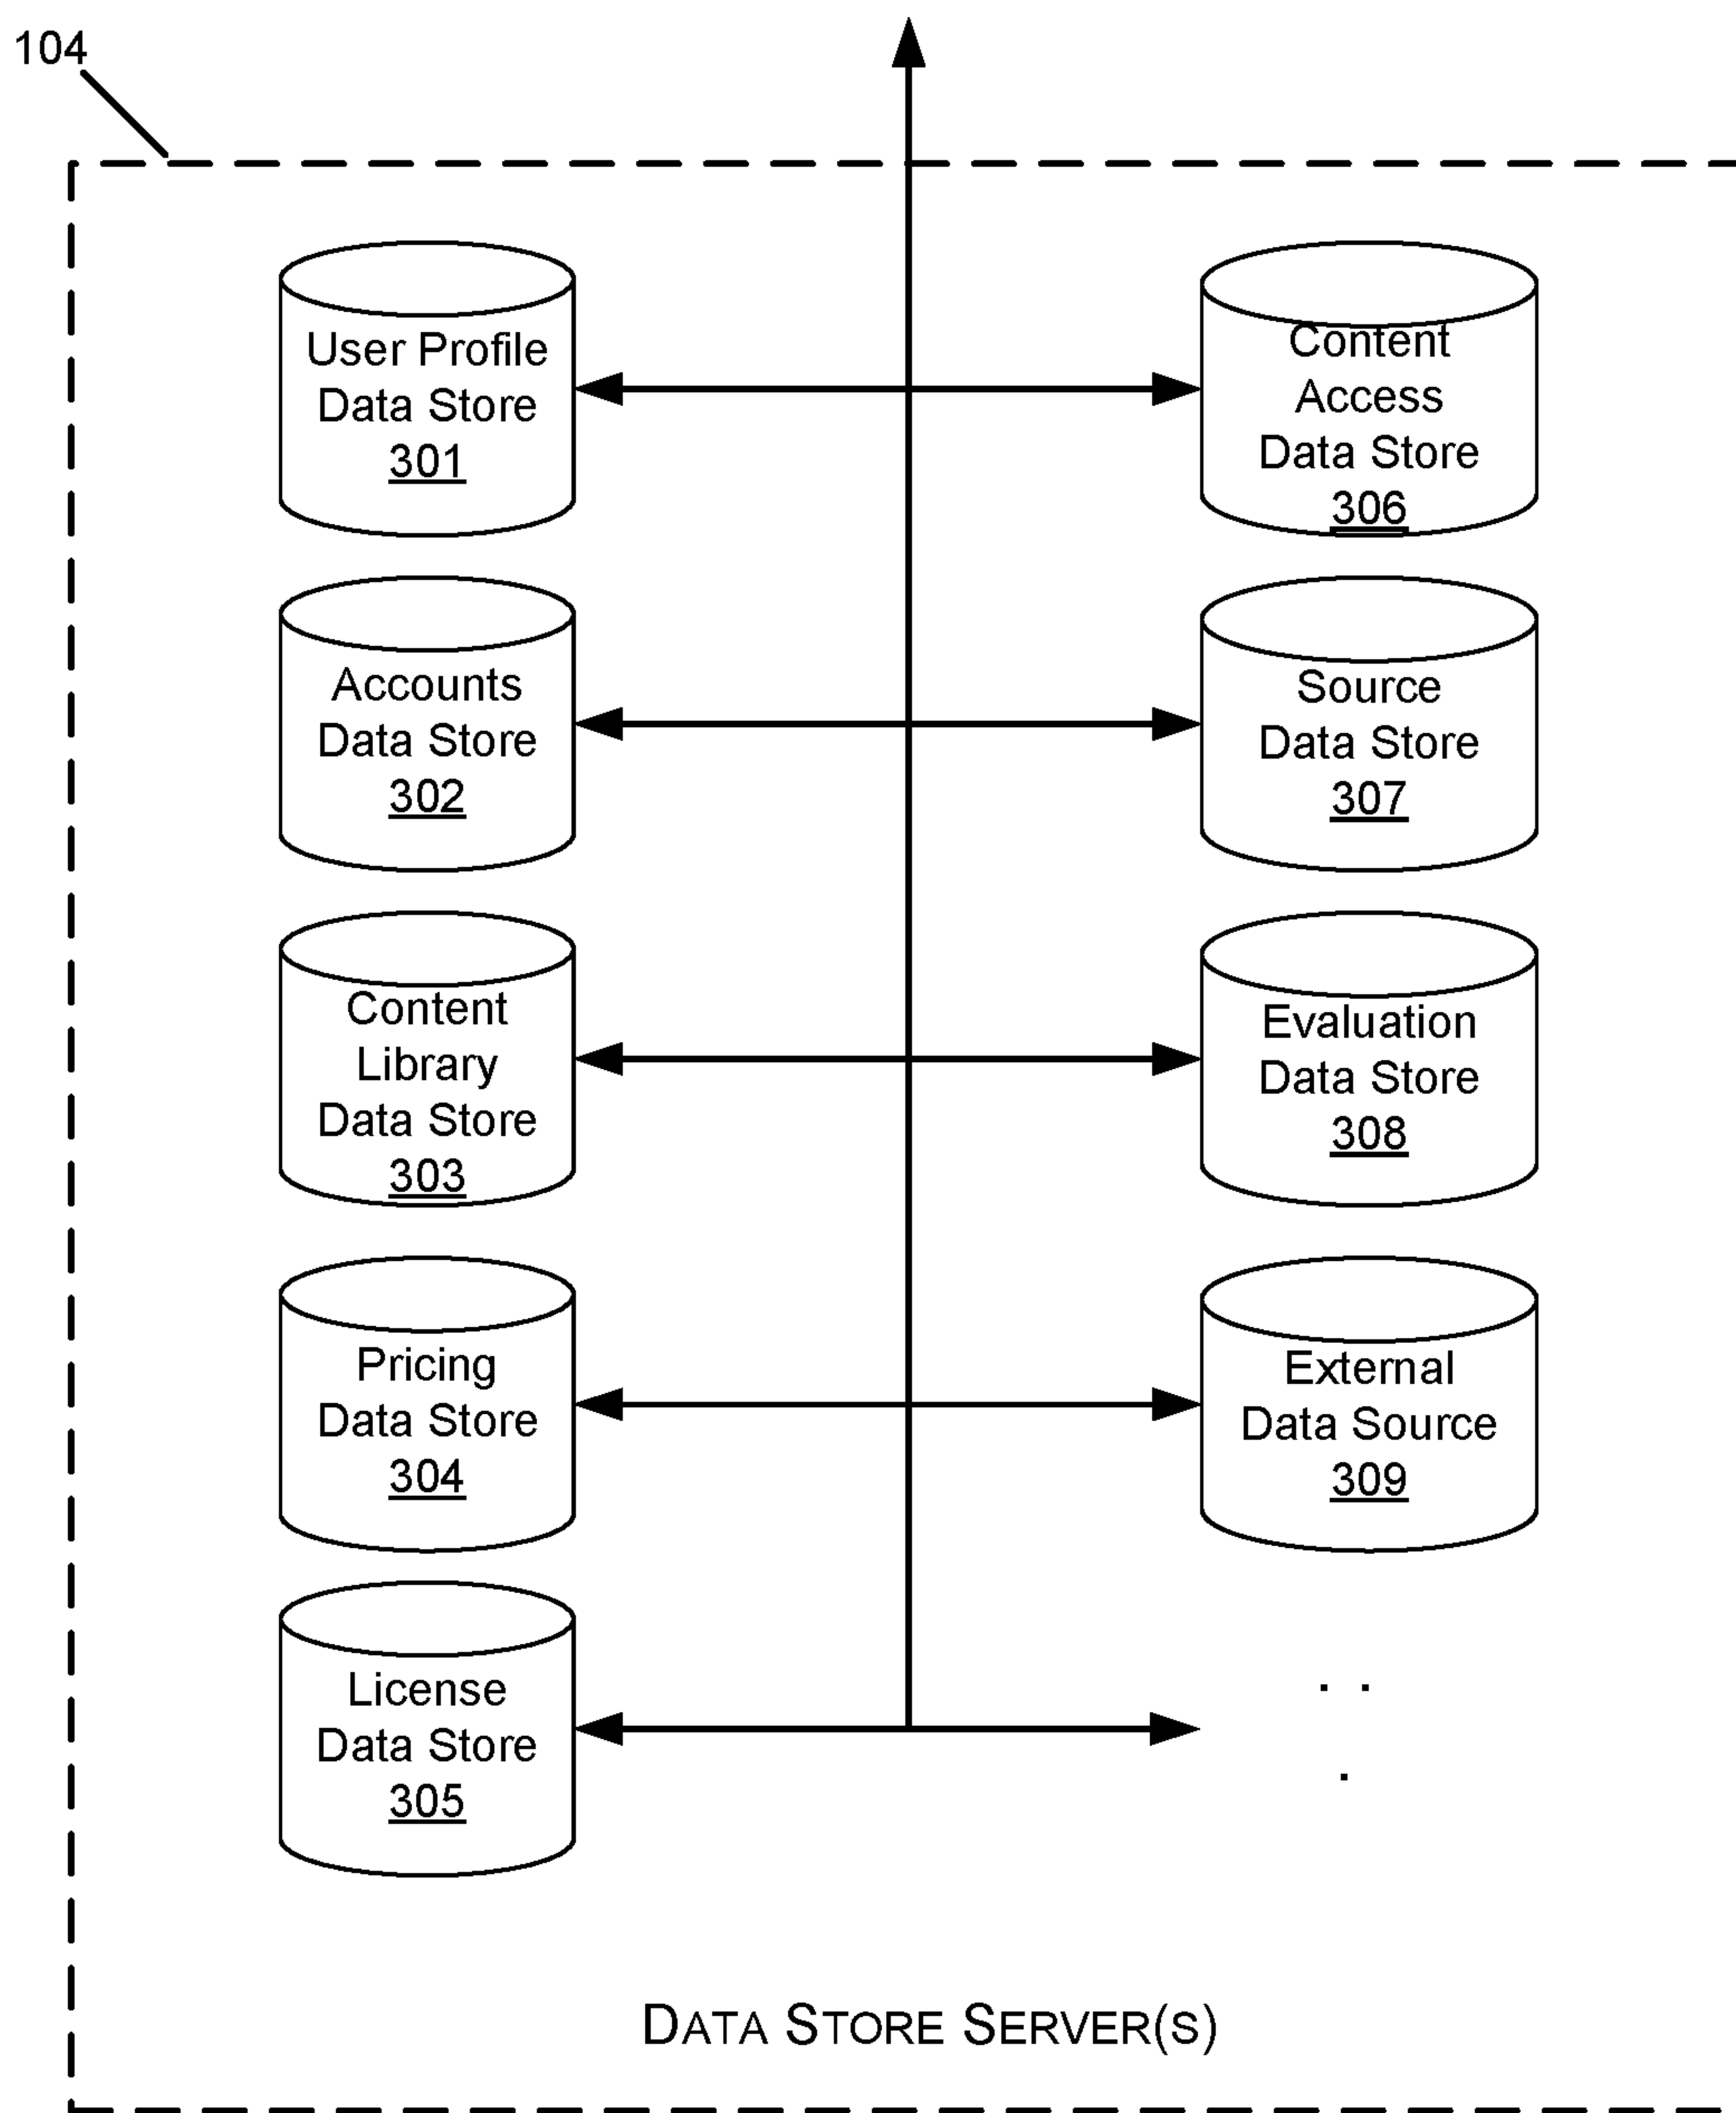 104
User Profile
Data Store
301
Accounts
Data Store
302
Content
Library
Data Store
303
Pricing
Data Store
304
License
Data Store
305
Content
Access
Data Store
306
Source
Data Store
307
Evaluation
Data Store
308
External
Data Source
309
. .
.
DATA STORE SERVER(S)